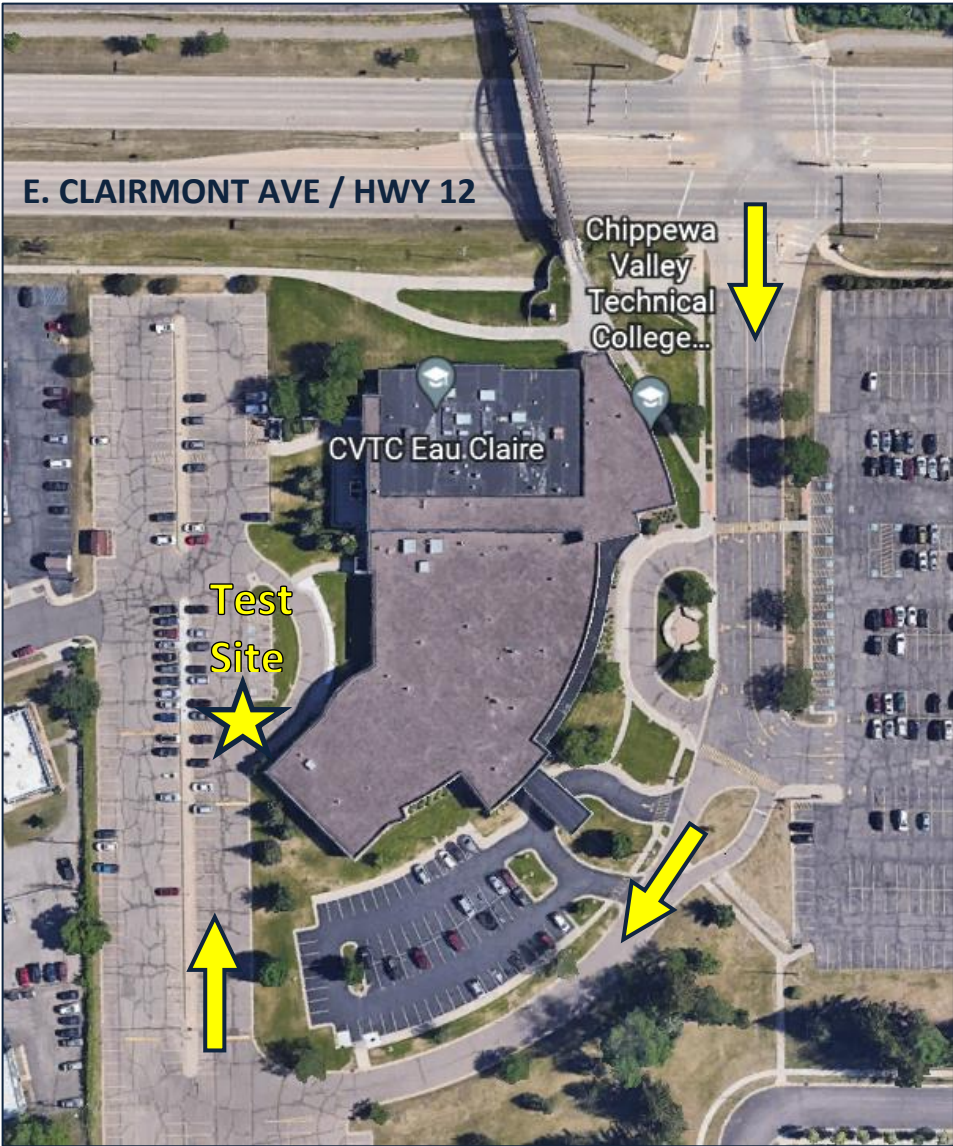 E. CLAIRMONT AVE / HWY 12
Chippewa
Valley
Technical
College...
CVTC Eau Claire
Test
Site